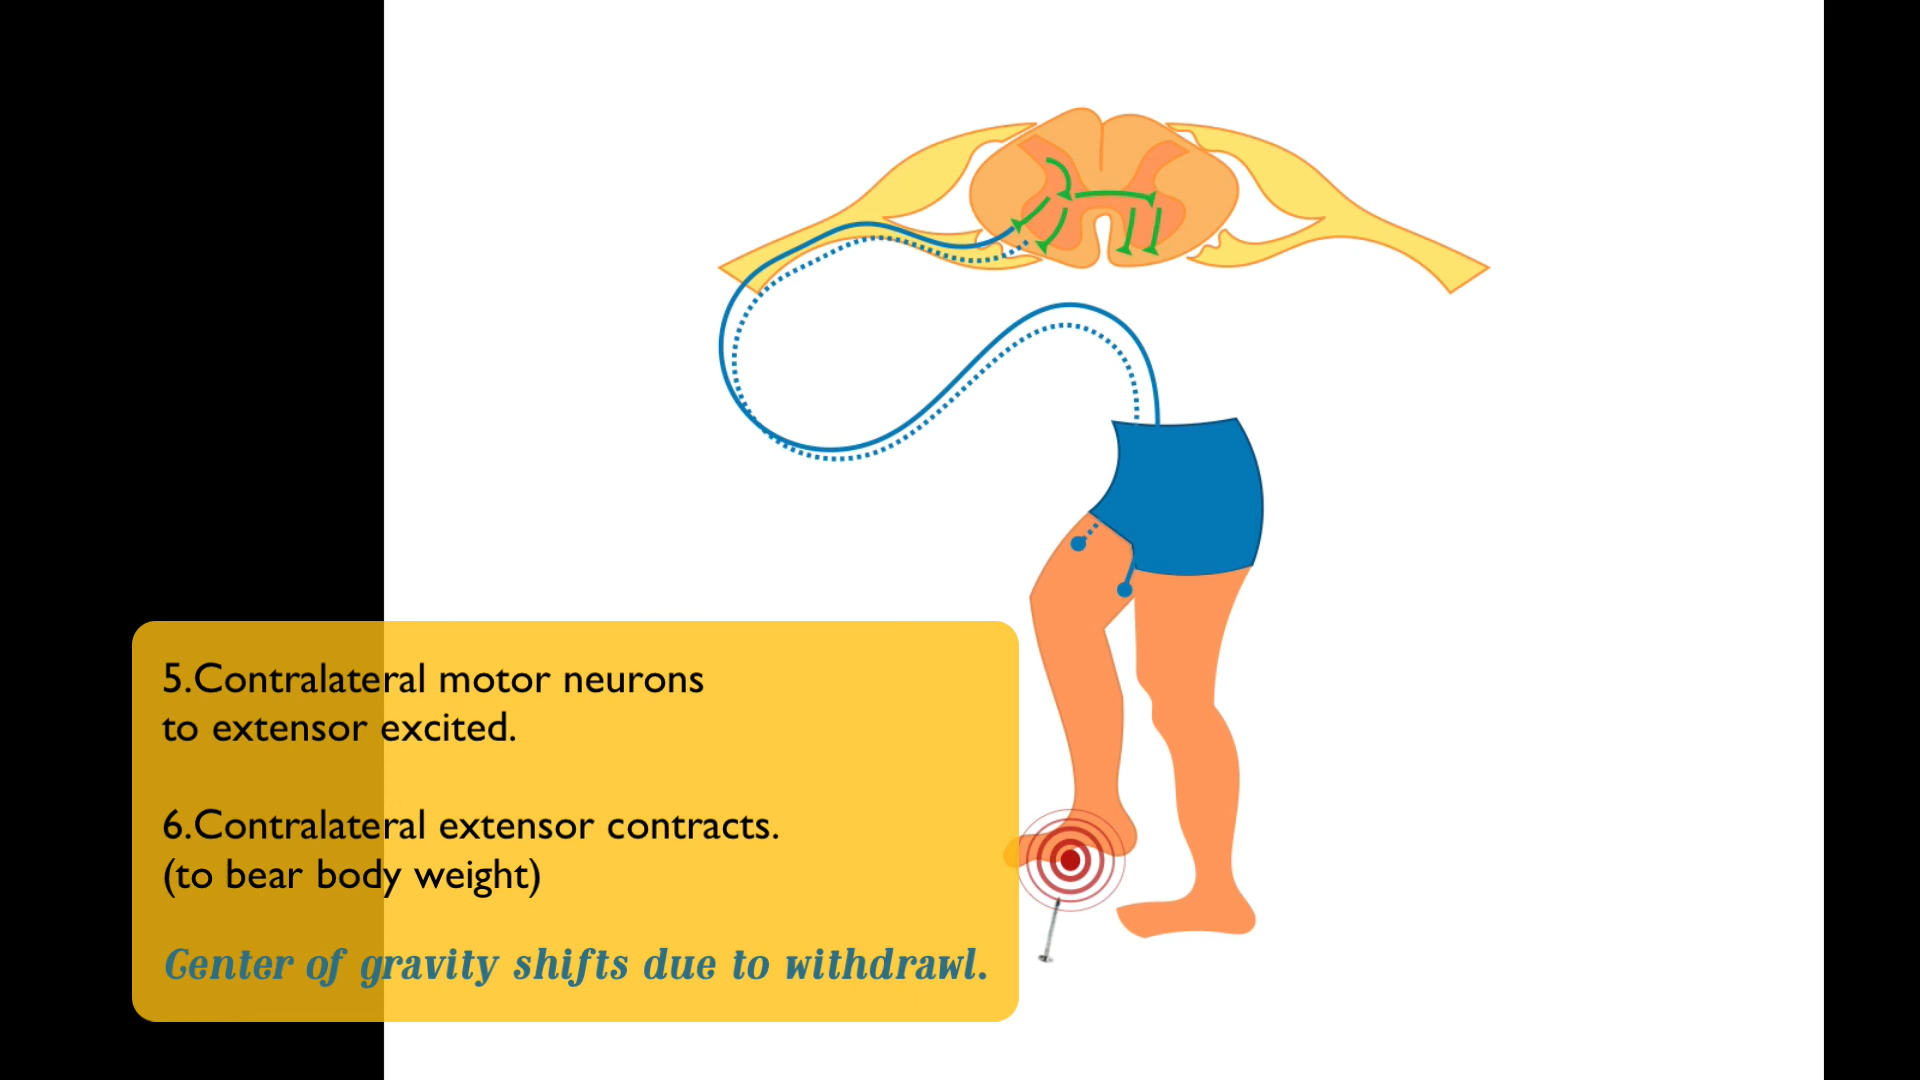 5.Contralateral motor neurons
to extensor excited.
6.Contralateral extensor contracts.
(to bear body weight)
Center of gravity shifts due to withdrawl.